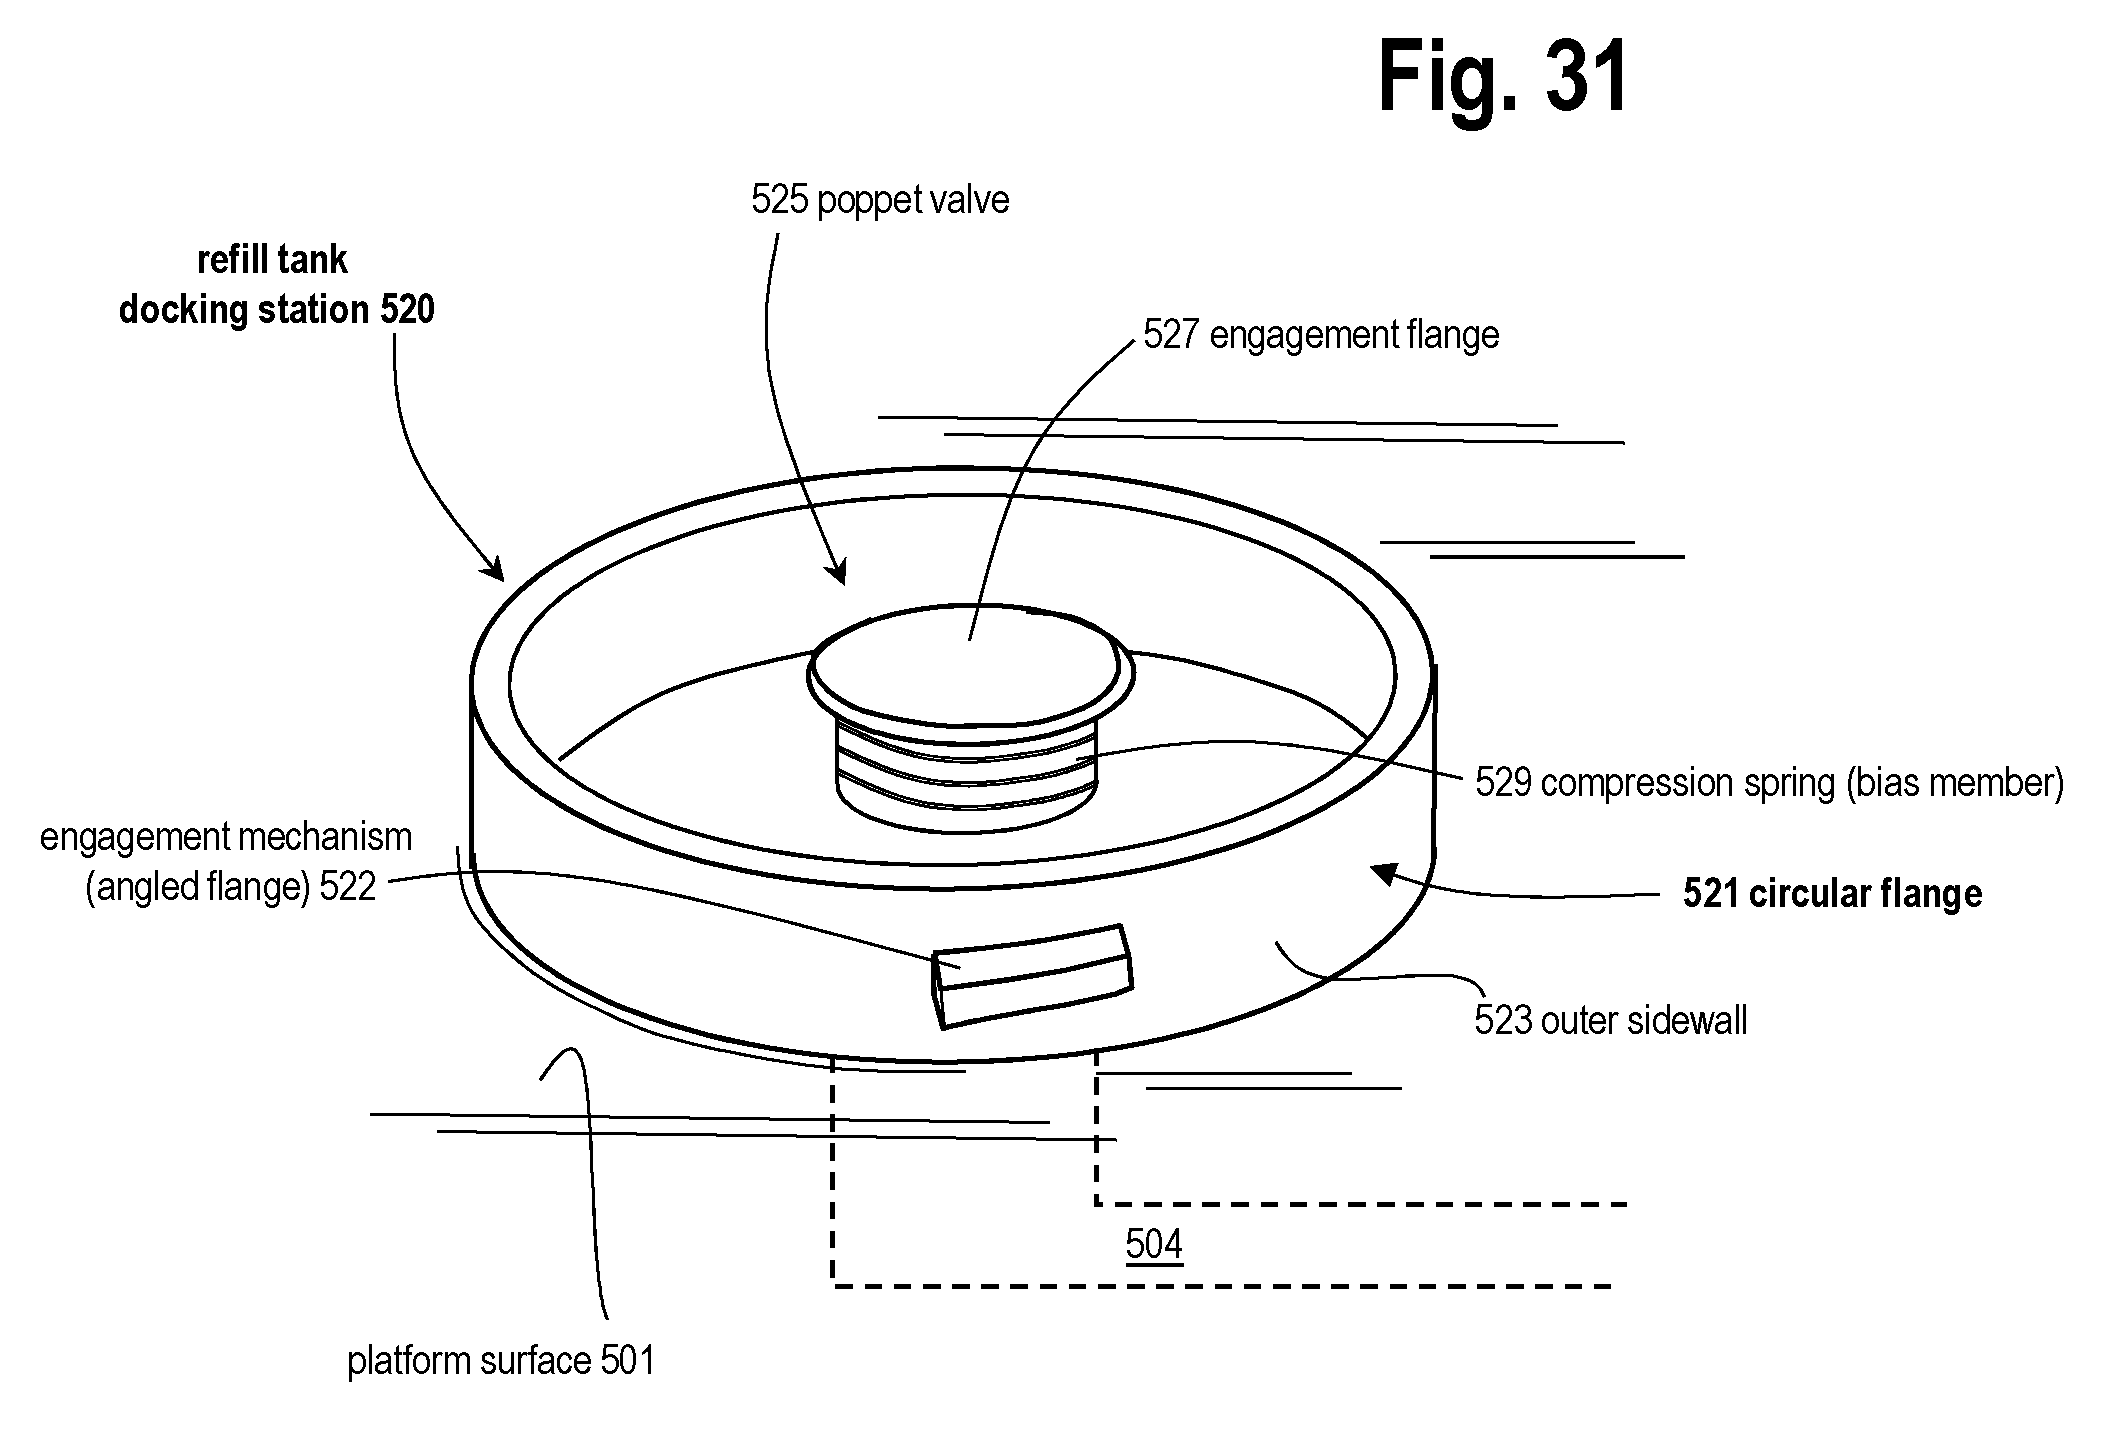 Fig. 31
525 poppet valve
refill tank
docking station 520
527 engagement flange
529 compression spring (bias member)
engagement mechanism
(angled flange) 522
521 circular flange
523 outer sidewall
504
platform surface 501